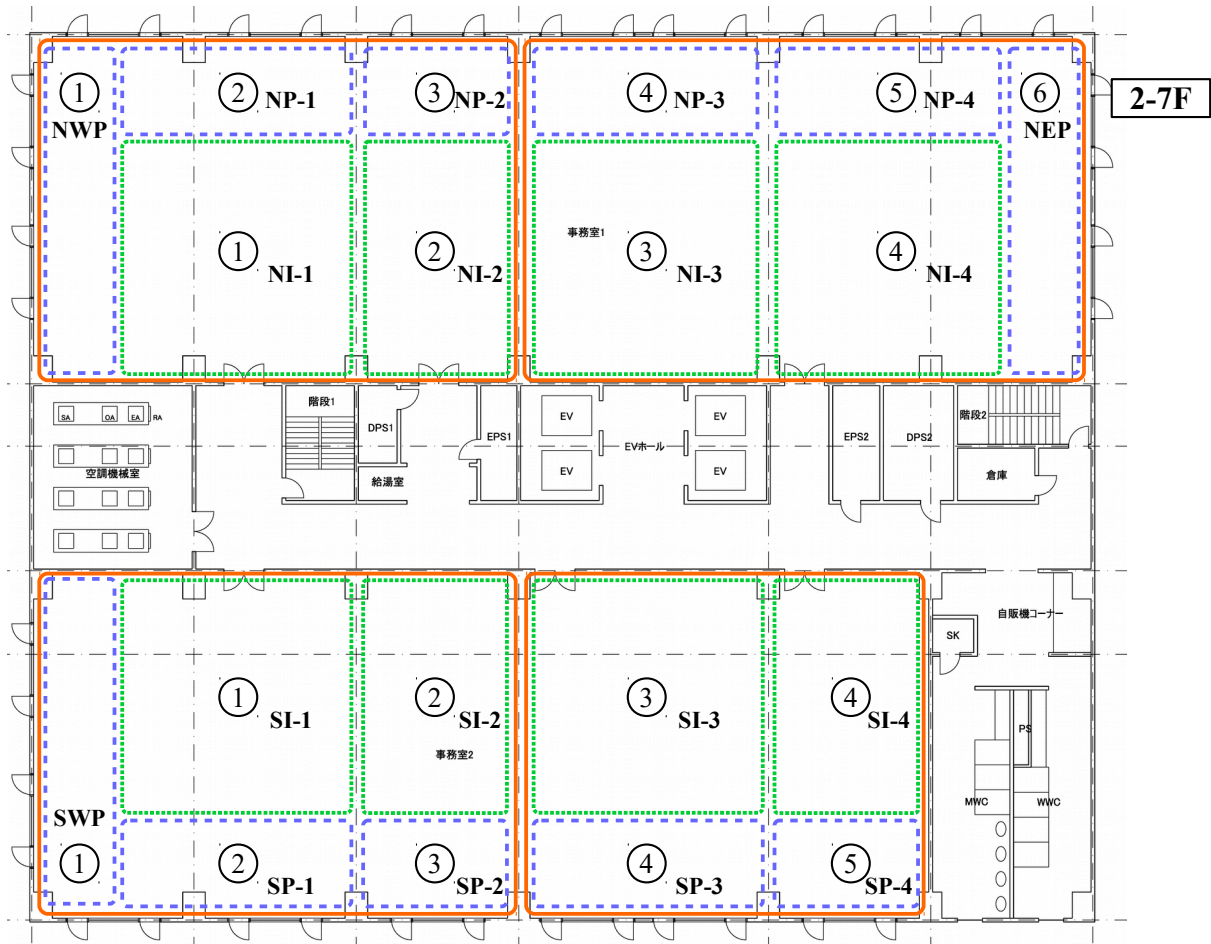 ① ② NP-1 ③ NP-2 ④ NP-3 ⑤ NP-4 ⑥ 2-7F
NWP NEP
① NI-1 ② NI-2 事務室1 ③ NI-3 ④ NI-4
階段1 EV EV 階段2
SA OA EA RA
DPS1 EPS1 EVホール EPS2 DPS2
空調機械室 給湯室 EV EV 倉庫
自販機コーナー
SK
① SI-1 ② SI-2 ③ SI-3 ④ SI-4
事務室2 PS
SWP MWC WWC
① ② SP-1 ③ SP-2 ④ SP-3 ⑤ SP-4